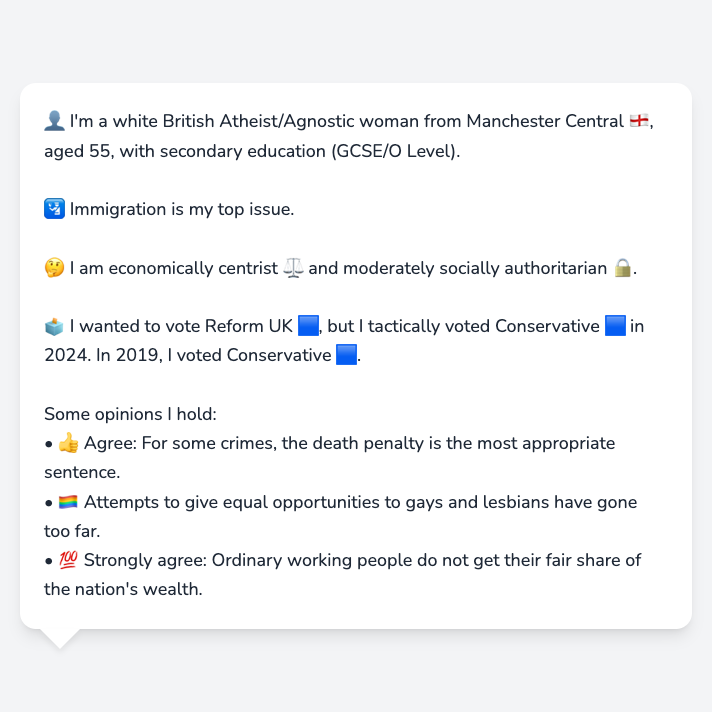 👤 I'm a white British Atheist/Agnostic woman from Manchester Central 🏴󠁧󠁢󠁥󠁮󠁧󠁿,
aged 55, with secondary education (GCSE/O Level).
🛂 Immigration is my top issue.
🤔 I am economically centrist ⚖️ and moderately socially authoritarian 🔒.
🗳️ I wanted to vote Reform UK 🟦, but I tactically voted Conservative 🟦 in
2024. In 2019, I voted Conservative 🟦.
Some opinions I hold:
• 👍 Agree: For some crimes, the death penalty is the most appropriate
sentence.
• 🏳️‍🌈 Attempts to give equal opportunities to gays and lesbians have gone
too far.
• 💯 Strongly agree: Ordinary working people do not get their fair share of
the nation's wealth.